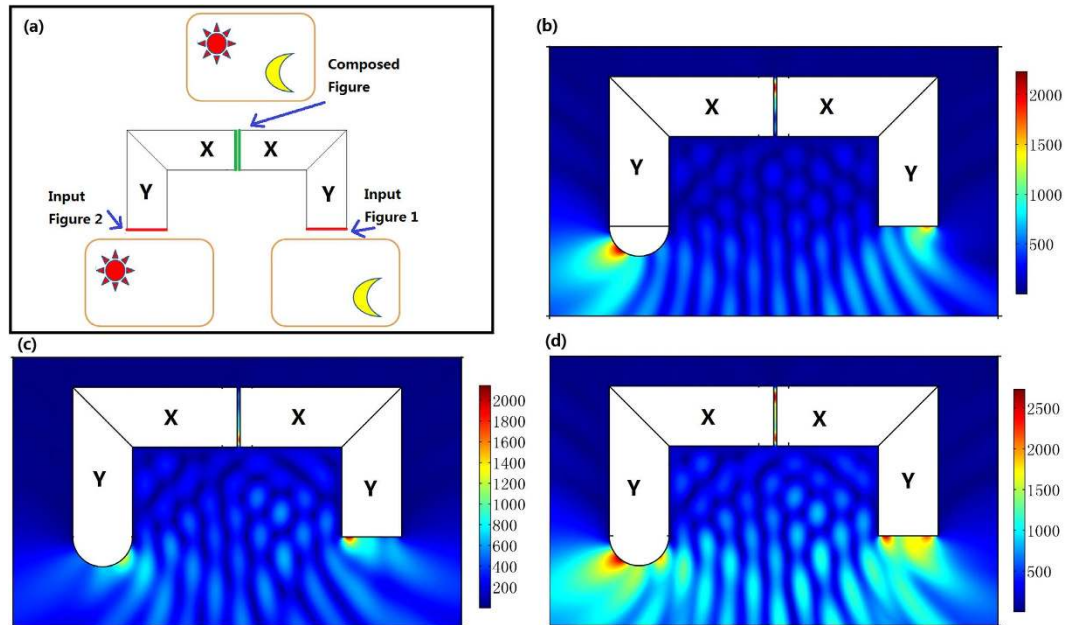 (a)
Composed
Figure
X X
Y Y
Input
Figure 2
Input
Figure 1
(b)
X X
Y Y
2000
1500
1000
500
(c)
X X
Y Y
2000
1800
1600
1400
1200
1000
800
600
400
200
(d)
X X
Y Y
2500
2000
1500
1000
500